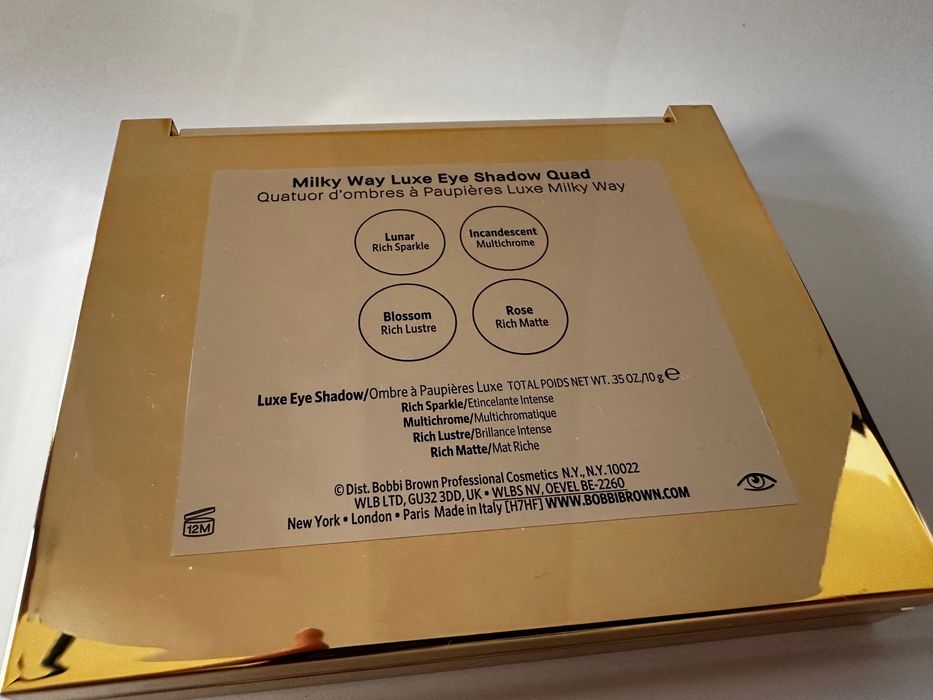 Milky Way Luxe Eye Shadow Quad
Quatuor d'ombres à Paupières Luxe Milky Way
Lunar
Rich Sparkle
Incandescent
Multichrome
Blossom
Rich Lustre
Rose
Rich Matte
Luxe Eye Shadow/Ombre à Paupières Luxe TOTAL POIDS NET WT. .35 OZ./10 g ℮
Rich Sparkle/Etincelante Intense
Multichrome/Multichromatique
Rich Lustre/Brillance Intense
Rich Matte/Mat Riche
© Dist. Bobbi Brown Professional Cosmetics N.Y., N.Y. 10022
WLB LTD, GU32 3DD, UK ▪ WLBS NV, OEVEL BE-2260
New York ▪ London ▪ Paris Made in Italy [H7HF] WWW.BOBBIBROWN.COM
12M